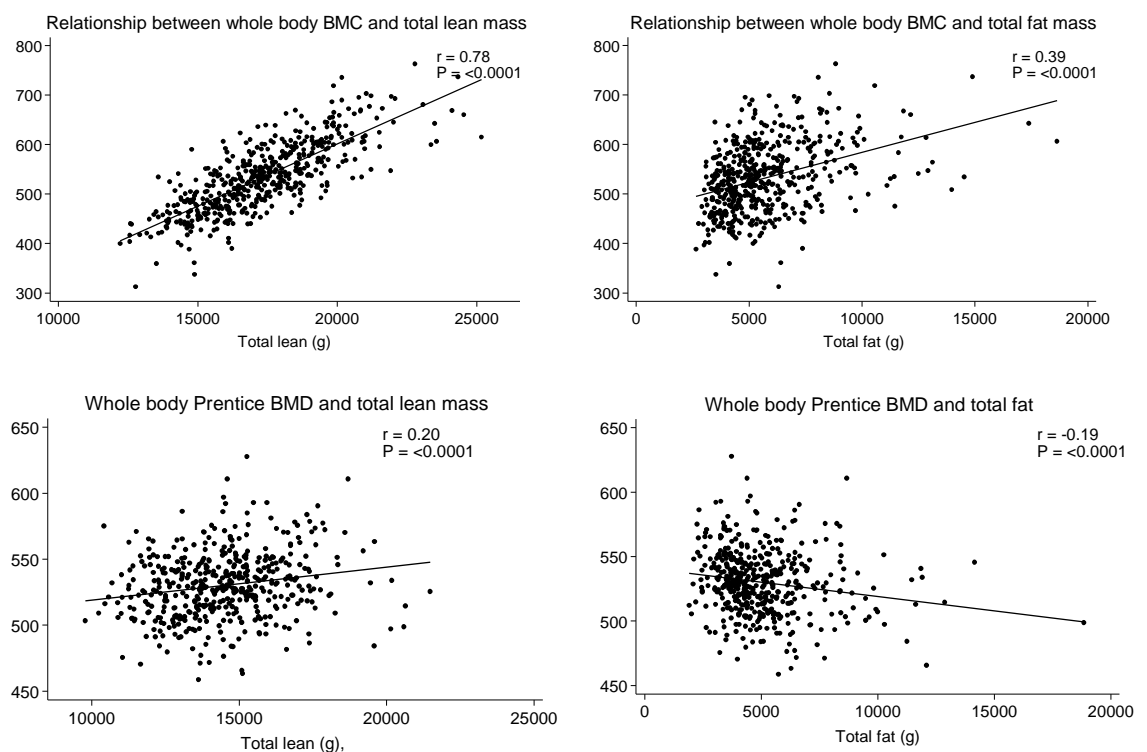 Relationship between whole body BMC and total lean mass
r = 0.78
P = <0.0001
800
700
600
500
400
300
10000 15000 20000 25000
Total lean (g)
Relationship between whole body BMC and total fat mass
r = 0.39
P = <0.0001
800
700
600
500
400
300
0 5000 10000 15000 20000
Total fat (g)
Whole body Prentice BMD and total lean mass
r = 0.20
P = <0.0001
650
600
550
500
450
10000 15000 20000 25000
Total lean (g),
Whole body Prentice BMD and total fat
r = -0.19
P = <0.0001
650
600
550
500
450
0 5000 10000 15000 20000
Total fat (g)